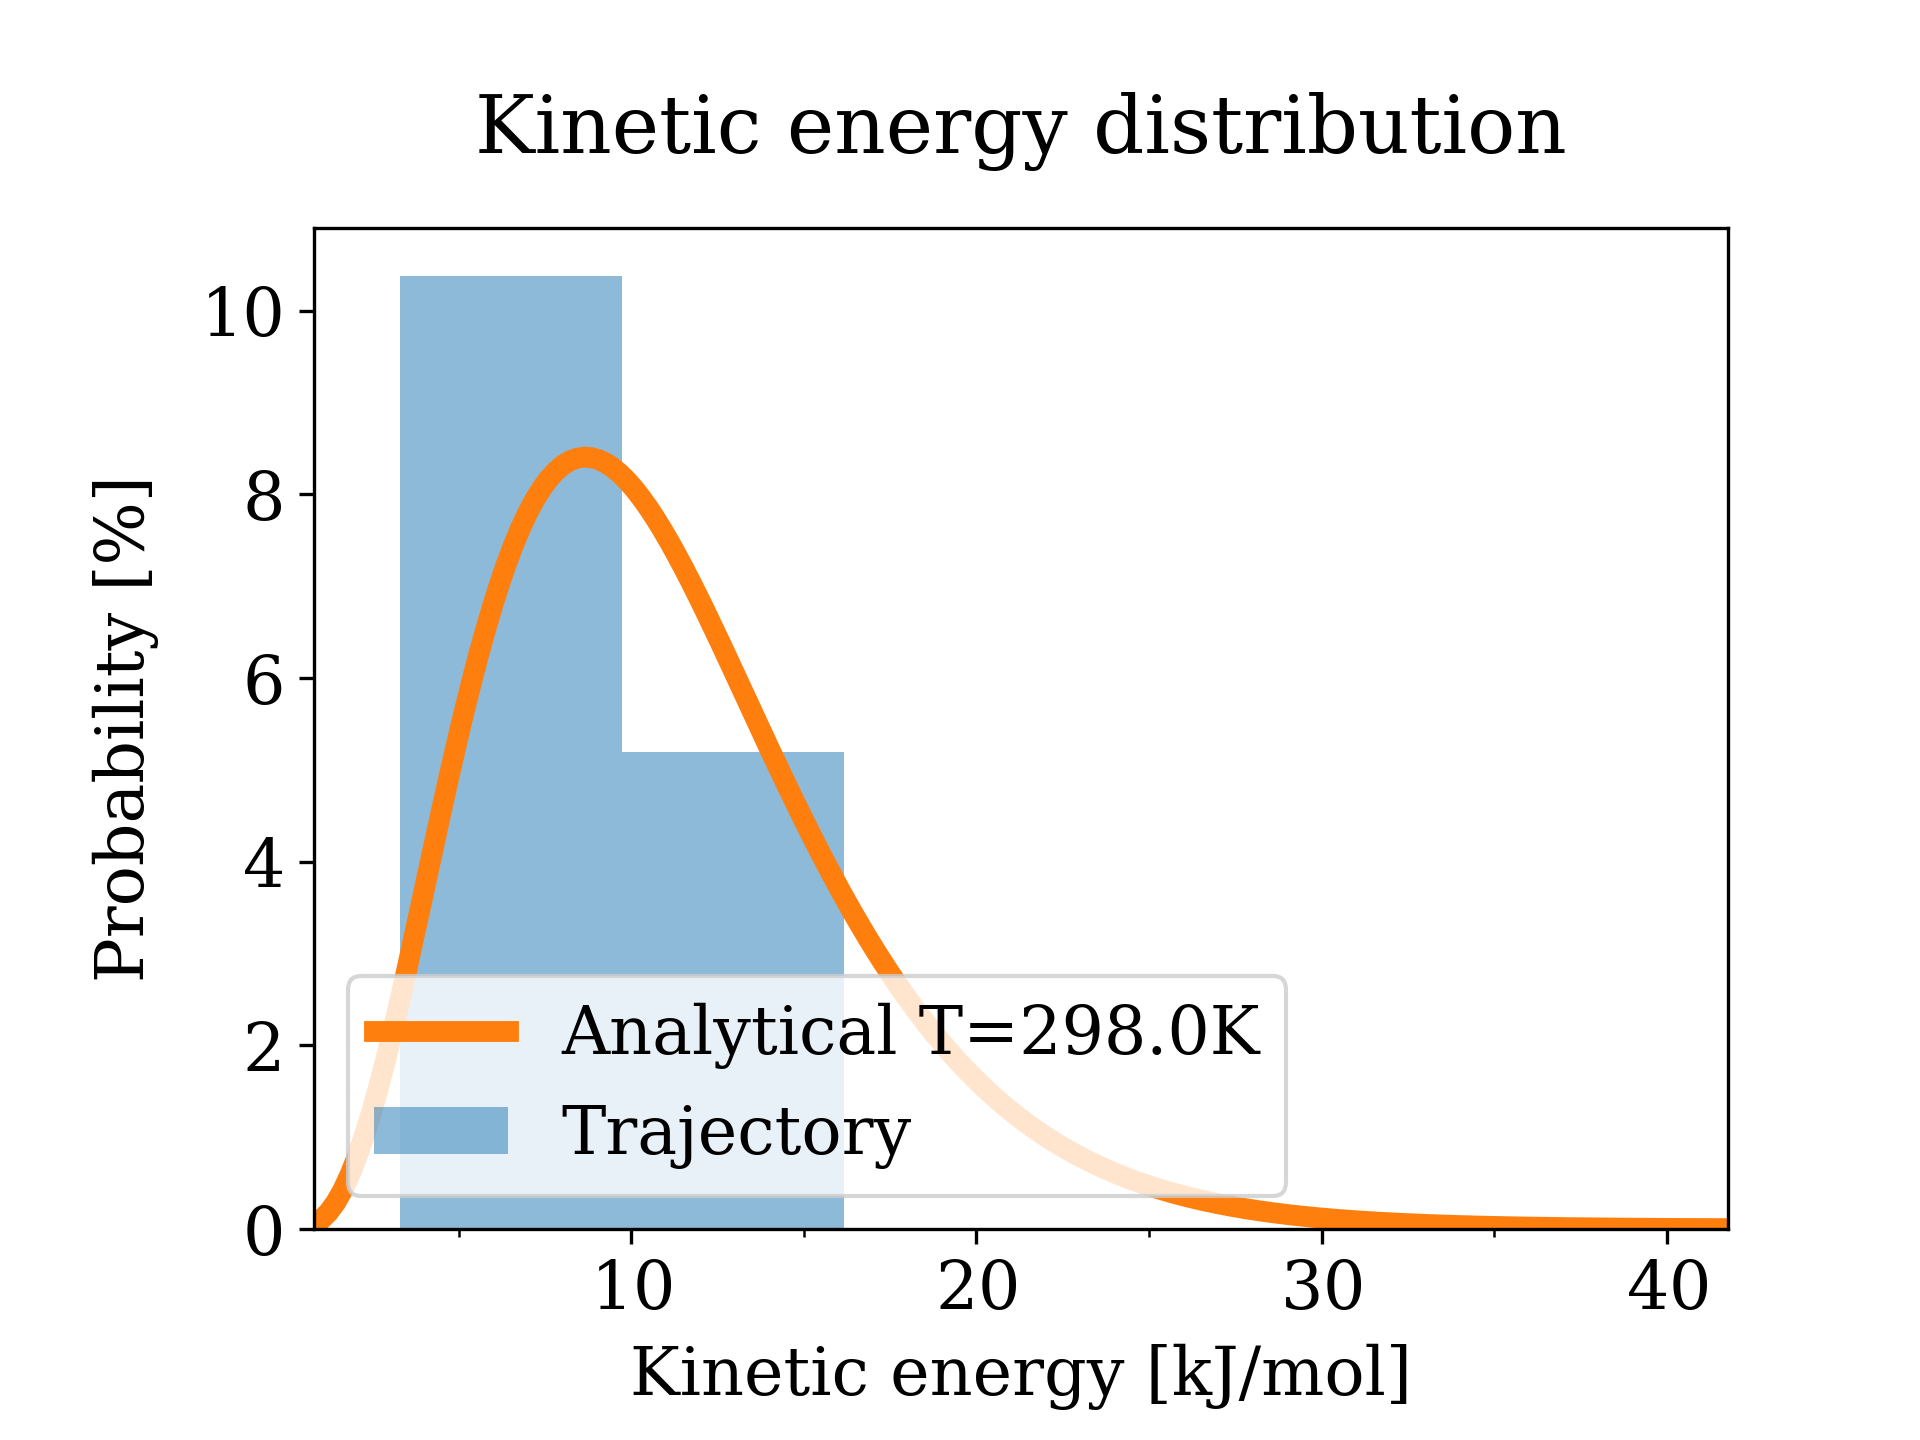 Kinetic energy distribution
Probability [%]
10
8
6
4
2
0
Analytical T=298.0K
Trajectory
10 20 30 40
Kinetic energy [kJ/mol]